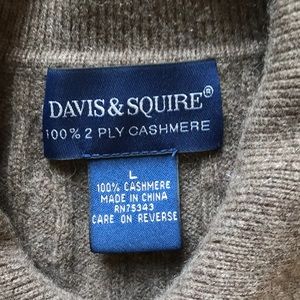 DAVIS & SQUIRE®
100% 2 PLY CASHMERE
L
100% CASHMERE
MADE IN CHINA
RN75343
CARE ON REVERSE